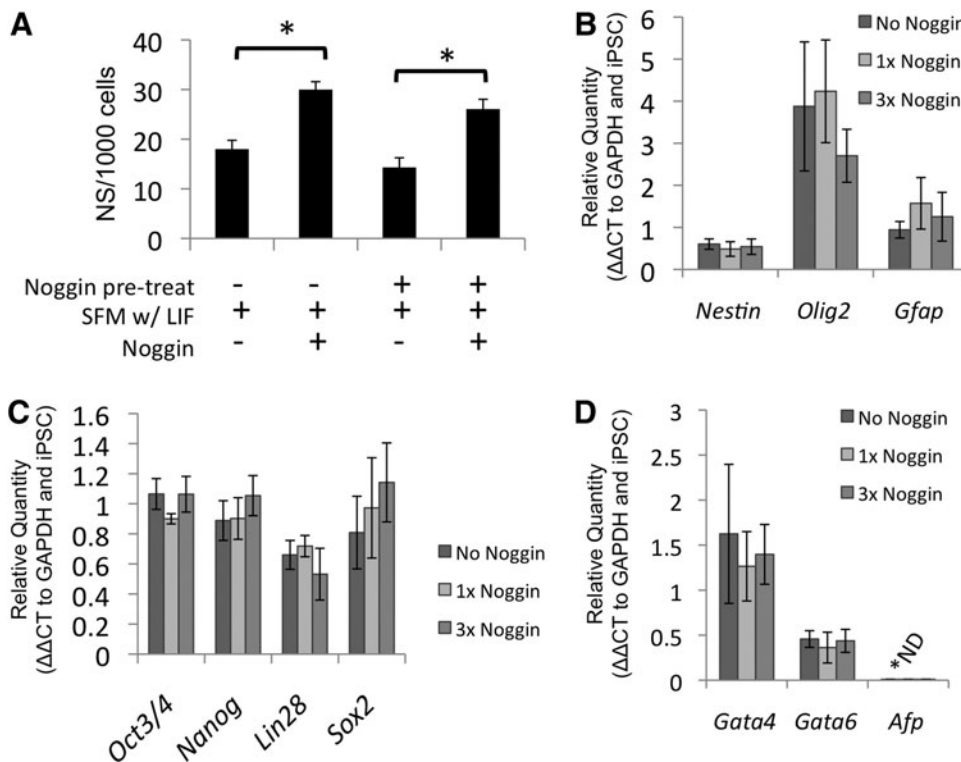 A
NS/1000 cells
40
30
20
10
0
*
*
Noggin pre-treat - - + +
SFM w/ LIF + + + +
Noggin - + - +
B
Relative Quantity
(ΔΔCT to GAPDH and iPSC)
6
5
4
3
2
1
0
No Noggin
1x Noggin
3x Noggin
Nestin Olig2 Gfap
C
Relative Quantity
(ΔΔCT to GAPDH and iPSC)
1.6
1.4
1.2
1
0.8
0.6
0.4
0.2
0
No Noggin
1x Noggin
3x Noggin
Oct3/4 Nanog Lin28 Sox2
D
Relative Quantity
(ΔΔCT to GAPDH and iPSC)
3
2.5
2
1.5
1
0.5
0
No Noggin
1x Noggin
3x Noggin
*ND
Gata4 Gata6 Afp